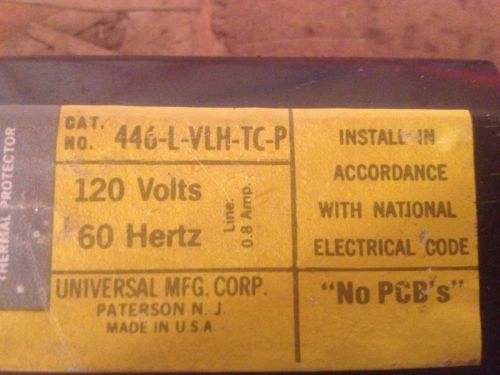 THERMAL PROTECTOR
CAT.
NO. 446-L-VLH-TC-P
120 Volts
60 Hertz
Line:
0.8 Amp.
INSTALL IN
ACCORDANCE
WITH NATIONAL
ELECTRICAL CODE
UNIVERSAL MFG. CORP.
PATERSON N. J.
MADE IN U.S.A
"No PCB's"